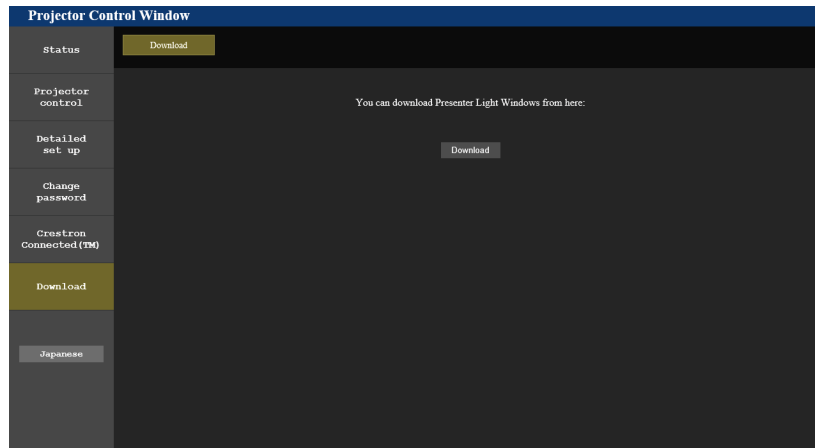 Projector Control Window
Status
Download
Projector
control
You can download Presenter Light Windows from here:
Detailed
set up
Download
Change
password
Crestron
Connected(TM)
Download
Japanese